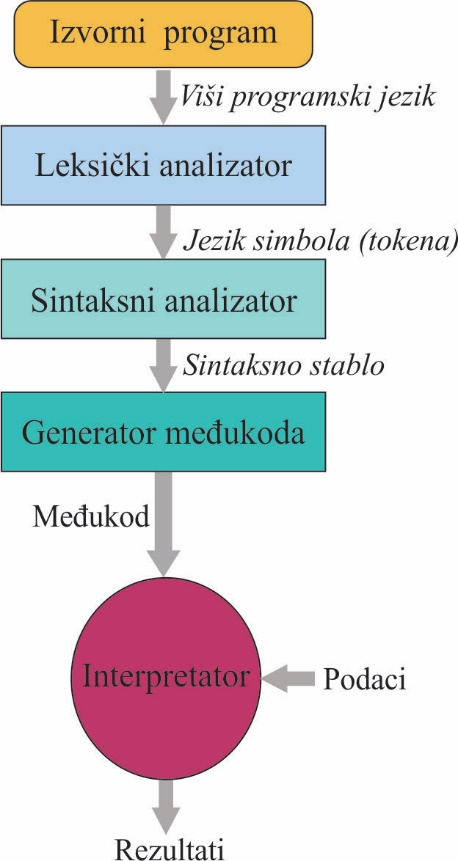 Izvorni program
Viši programski jezik
Leksički analizator
Jezik simbola (tokena)
Sintaksni analizator
Sintaksno stablo
Generator međukoda
Međukod
Interpretator
Podaci
Rezultati